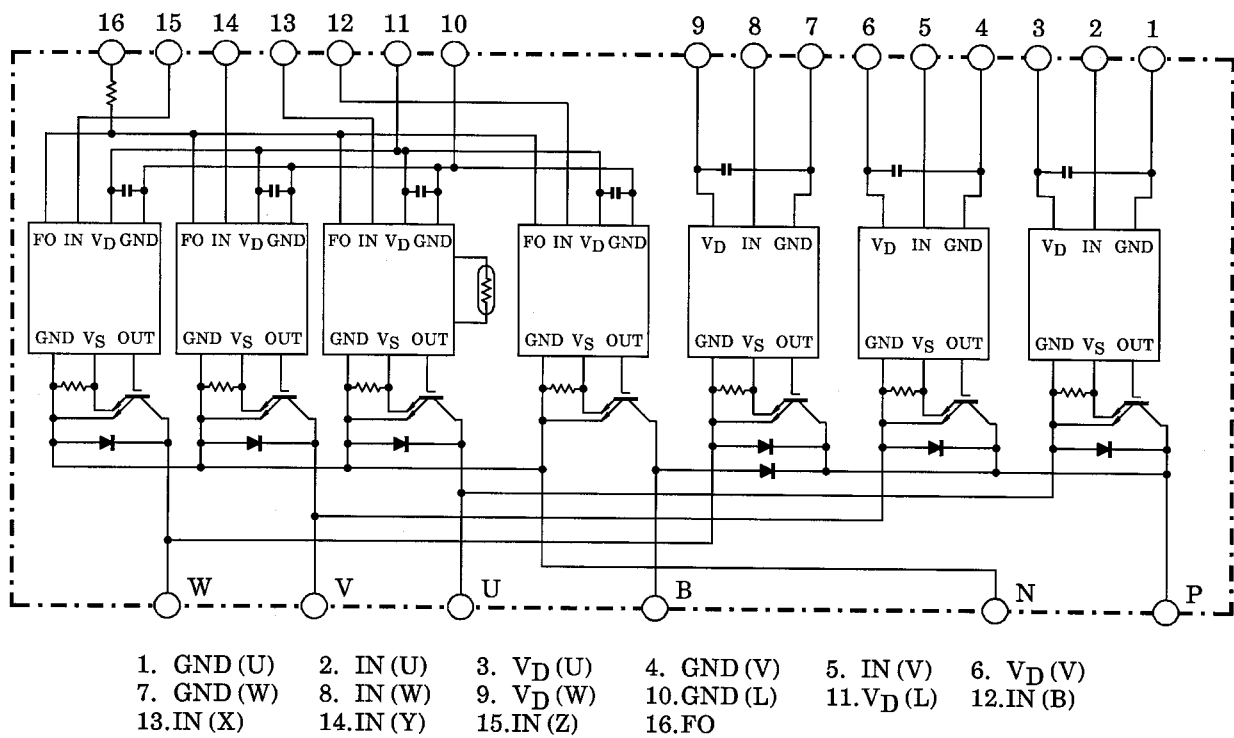 16 15 14 13 12 11 10 9 8 7 6 5 4 3 2 1
FO IN VD GND FO IN VD GND FO IN VD GND FO IN VD GND VD IN GND VD IN GND VD IN GND
GND VS OUT GND VS OUT GND VS OUT GND VS OUT GND VS OUT GND VS OUT GND VS OUT
W V U B N P
1. GND (U) 2. IN (U) 3. VD (U) 4. GND (V) 5. IN (V) 6. VD (V)
7. GND (W) 8. IN (W) 9. VD (W) 10.GND (L) 11.VD (L) 12.IN (B)
13.IN (X) 14.IN (Y) 15.IN (Z) 16.FO